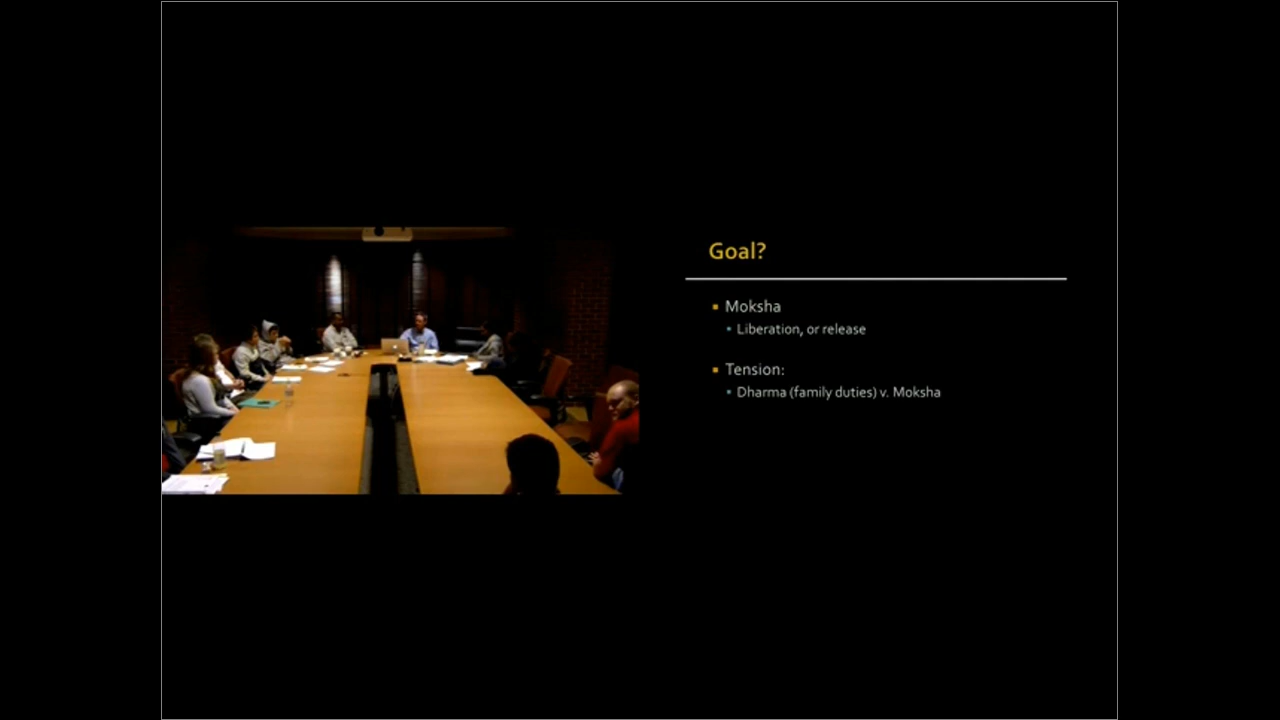 Goal?
Moksha
Liberation, or release
Tension:
Dharma (family duties) v. Moksha